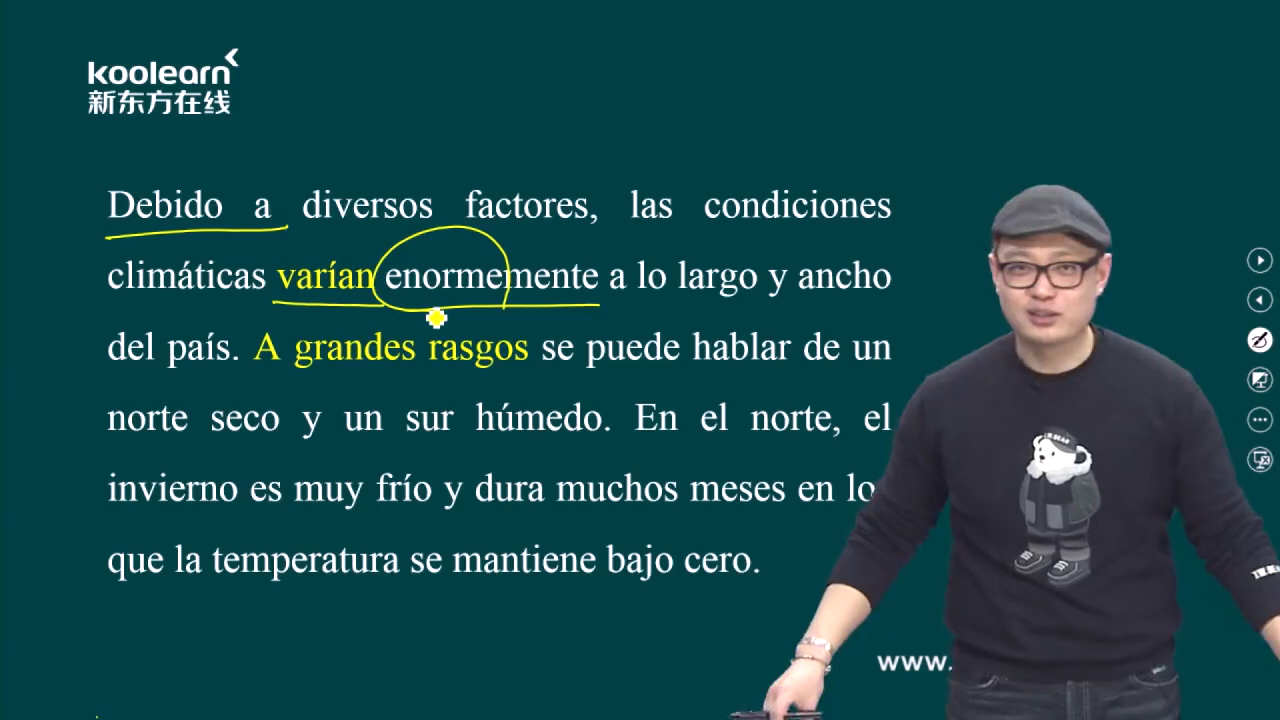 koolearn
新东方在线
Debido a diversos factores, las condiciones
climáticas varían enormemente a lo largo y ancho
del país. A grandes rasgos se puede hablar de un
norte seco y un sur húmedo. En el norte, el
invierno es muy frío y dura muchos meses en
que la temperatura se mantiene bajo cero.
www.